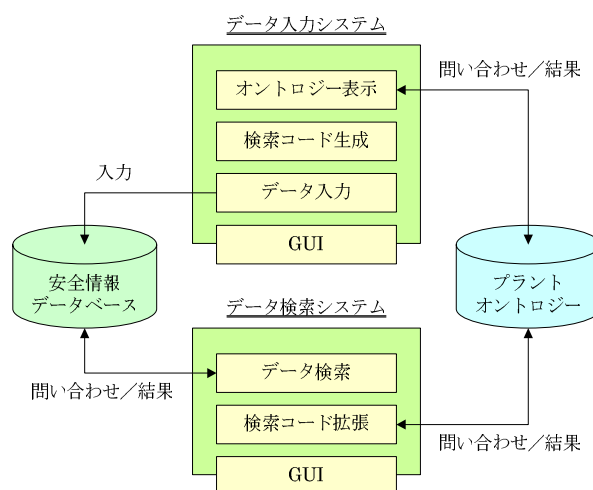 データ入力システム
オントロジー表示
問い合わせ／結果
検索コード生成
入力
データ入力
GUI
安全情報
データベース
プラント
オントロジー
データ検索システム
データ検索
問い合わせ／結果
検索コード拡張
問い合わせ／結果
GUI